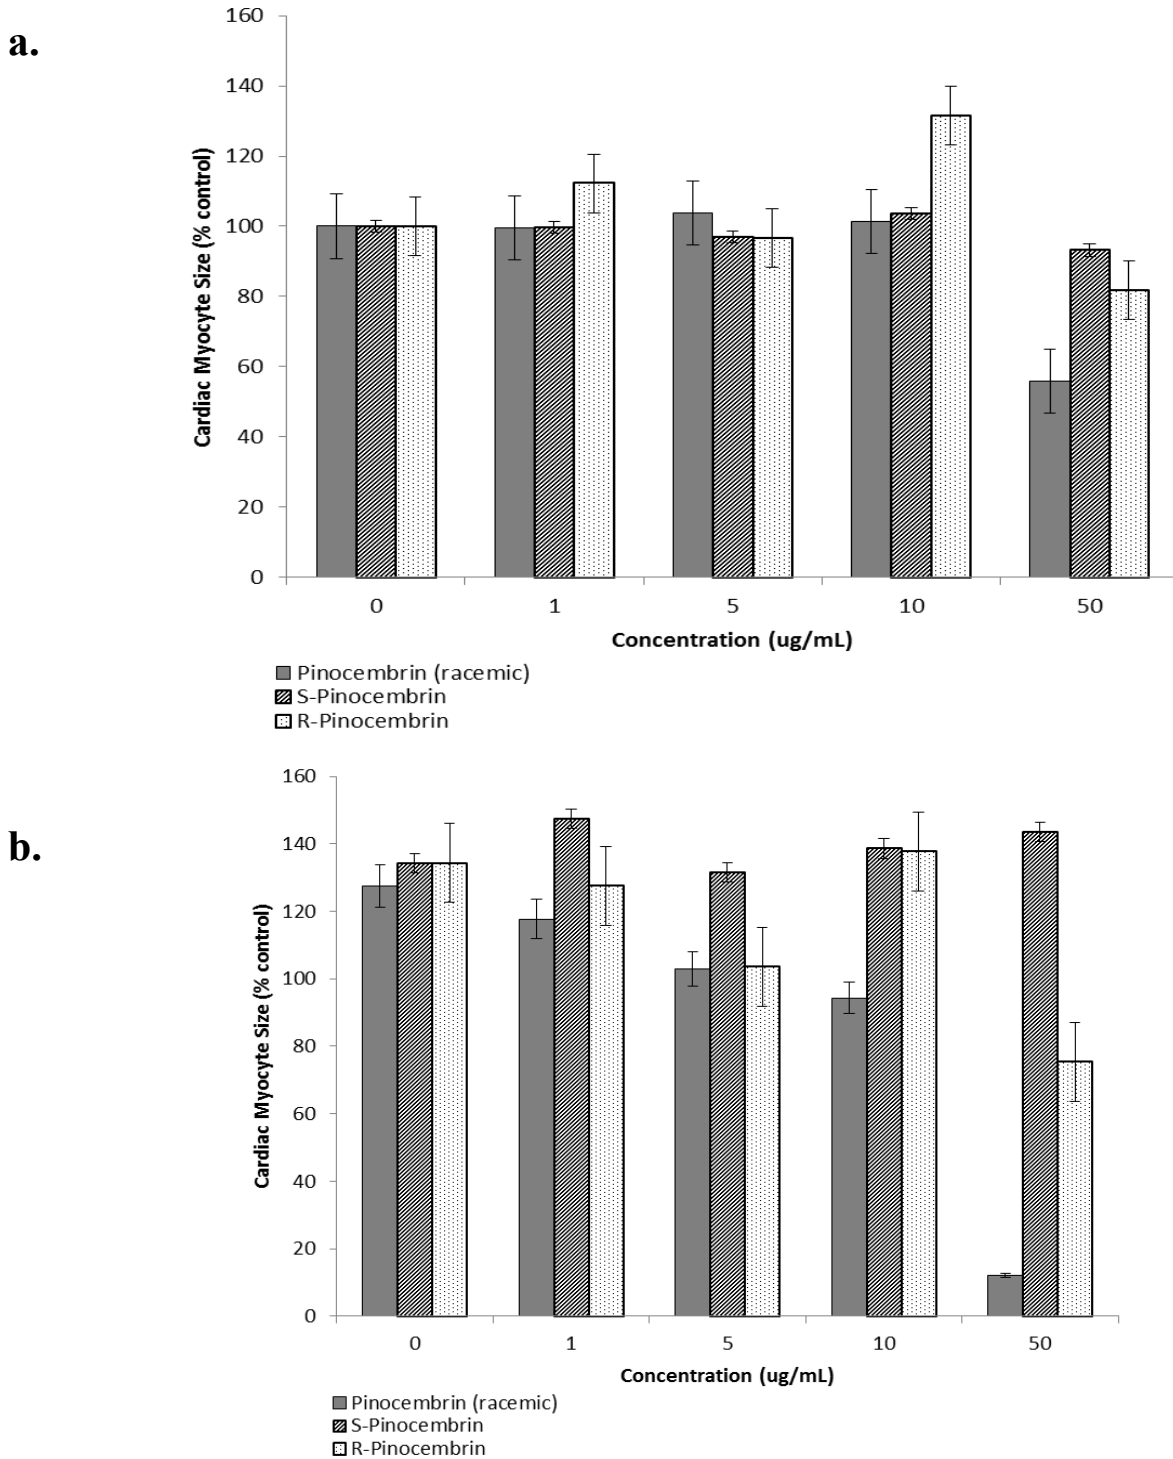 a.
160
140
120
100
80
60
40
20
0
Cardiac Myocyte Size (% control)
0 1 5 10 50
Concentration (ug/mL)
Pinocembrin (racemic)
S-Pinocembrin
R-Pinocembrin
b.
160
140
120
100
80
60
40
20
0
Cardiac Myocyte Size (% control)
0 1 5 10 50
Concentration (ug/mL)
Pinocembrin (racemic)
S-Pinocembrin
R-Pinocembrin